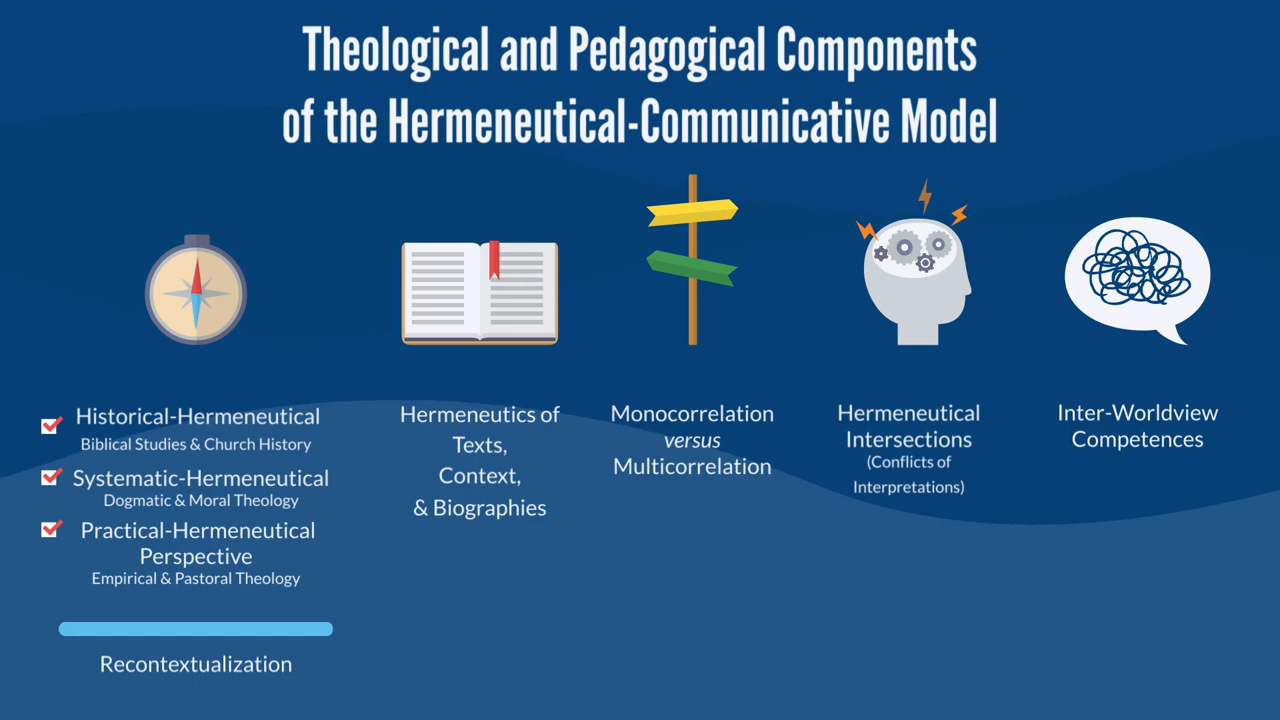 Theological and Pedagogical Components
of the Hermeneutical-Communicative Model
Historical-Hermeneutical
Biblical Studies & Church History
Systematic-Hermeneutical
Dogmatic & Moral Theology
Practical-Hermeneutical
Perspective
Empirical & Pastoral Theology
Recontextualization
Hermeneutics of
Texts,
Context,
& Biographies
Monocorrelation
versus
Multicorrelation
Hermeneutical
Intersections
(Conflicts of
Interpretations)
Inter-Worldview
Competences